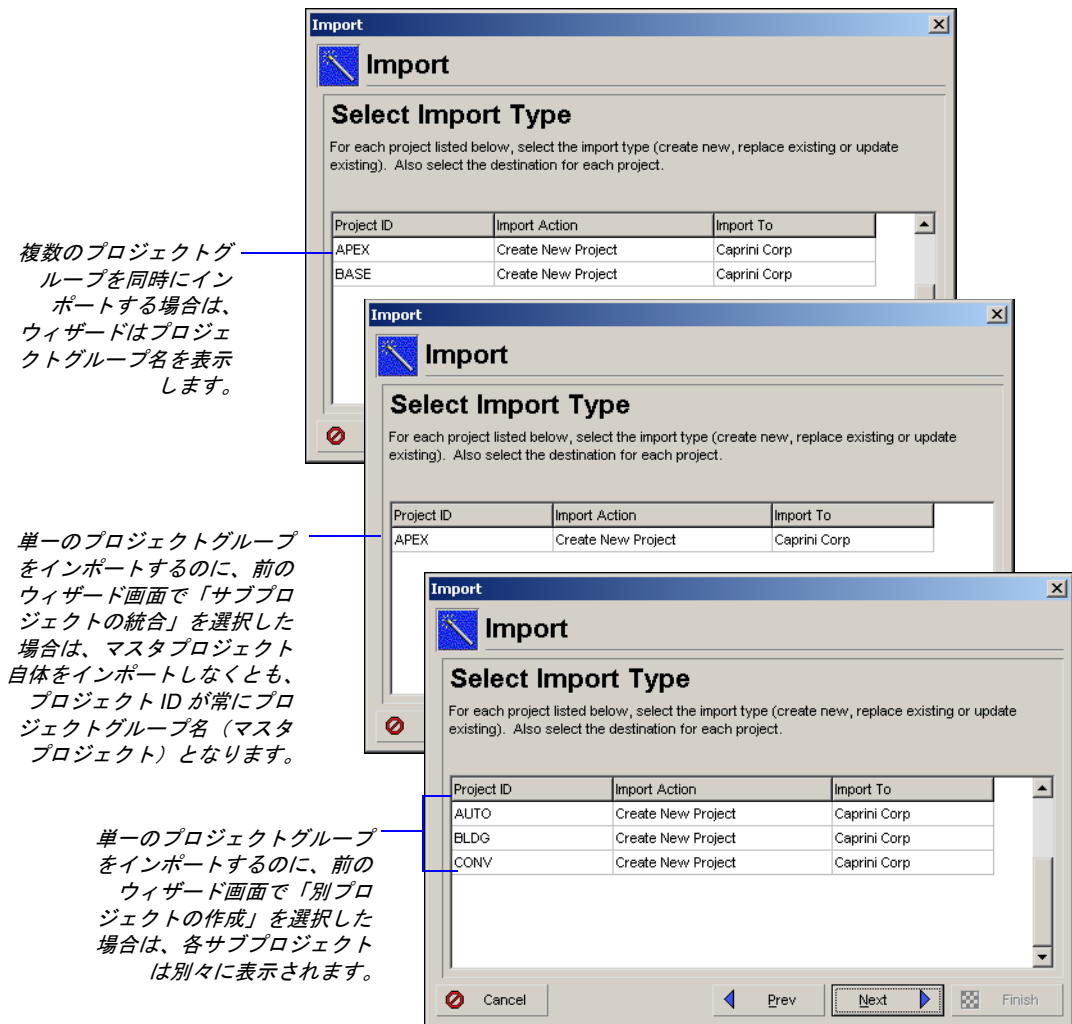 Import
Import
Select Import Type
For each project listed below, select the import type (create new, replace existing or update
existing). Also select the destination for each project.
Project ID Import Action Import To
APEX Create New Project Caprini Corp
BASE Create New Project Caprini Corp
複数のプロジェクトグ
ループを同時にイン
ポートする場合は、
ウィザードはプロジェ
クトグループ名を表示
します。
Import
Import
Select Import Type
For each project listed below, select the import type (create new, replace existing or update
existing). Also select the destination for each project.
Project ID Import Action Import To
APEX Create New Project Caprini Corp
単一のプロジェクトグループ
をインポートするのに、前の
ウィザード画面で「サブプロ
ジェクトの統合」を選択した
場合は、マスタプロジェクト
自体をインポートしなくとも、
プロジェクト ID が常にプロ
ジェクトグループ名（マスタ
プロジェクト）となります。
Import
Import
Select Import Type
For each project listed below, select the import type (create new, replace existing or update
existing). Also select the destination for each project.
Project ID Import Action Import To
AUTO Create New Project Caprini Corp
BLDG Create New Project Caprini Corp
CONV Create New Project Caprini Corp
単一のプロジェクトグループ
をインポートするのに、前の
ウィザード画面で「別プロ
ジェクトの作成」を選択した
場合は、各サブプロジェクト
は別々に表示されます。
Cancel Prev Next Finish